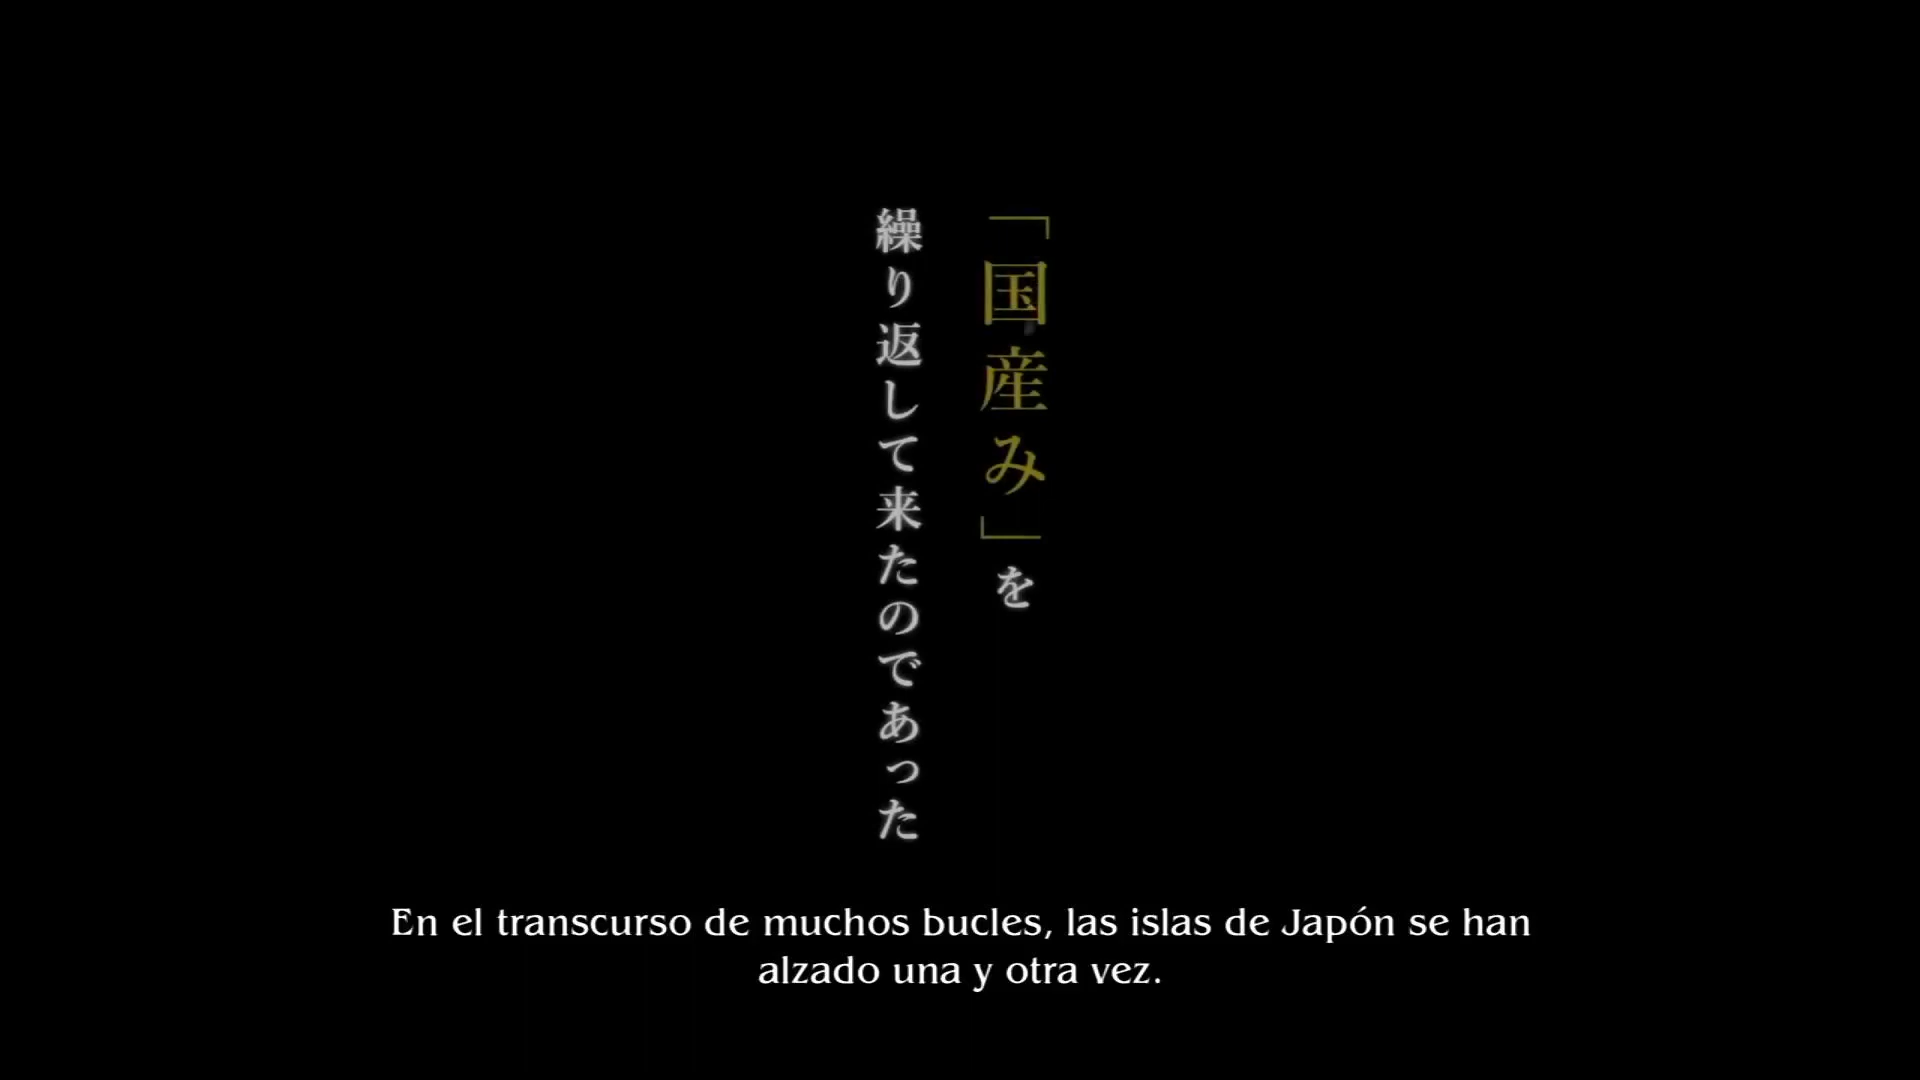 「国産み」を
繰り返して来たのであった
En el transcurso de muchos bucles, las islas de Japón se han
alzado una y otra vez.